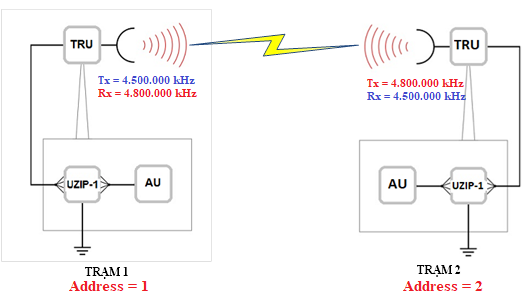 TRU
TRU
Tx = 4.500.000 kHz
Rx = 4.800.000 kHz
Tx = 4.800.000 kHz
Rx = 4.500.000 kHz
UZIP-1
AU
AU
UZIP-1
TRẠM 1
Address = 1
TRẠM 2
Address = 2